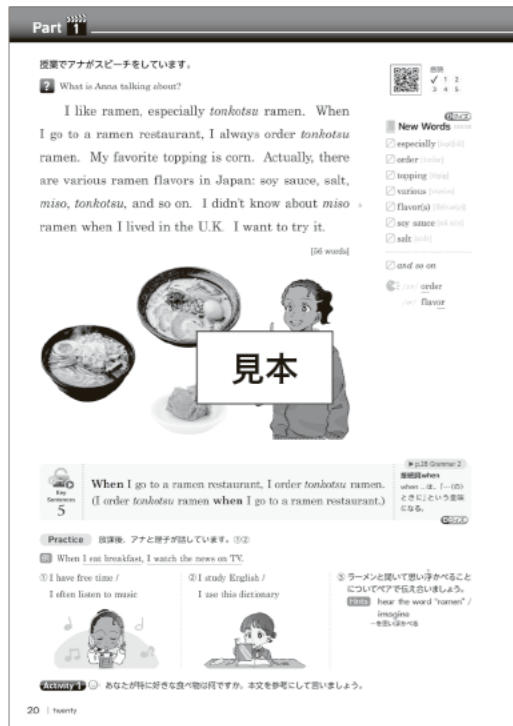 Part 1
授業でアナがスピーチをしています。
? What is Anna talking about?
I like ramen, especially tonkotsu ramen. When
I go to a ramen restaurant, I always order tonkotsu
ramen. My favorite topping is corn. Actually, there
are various ramen flavors in Japan: soy sauce, salt,
miso, tonkotsu, and so on. I didn't know about miso
ramen when I lived in the U.K. I want to try it.
[56 words]
音読
✓ 1 2
3 4 5
New Words
especially
order
topping
various
flavor(s)
soy sauce
salt
and so on
order
flavor
見本
Key Sentences 5
When I go to a ramen restaurant, I order tonkotsu ramen.
(I order tonkotsu ramen when I go to a ramen restaurant.)
▶p.28 Grammar 2
接続詞when
when …は、「…(の)
ときに」という意味
になる。
Practice 放課後、アナと理子が話しています。①②
例 When I eat breakfast, I watch the news on TV.
① I have free time /
I often listen to music
② I study English /
I use this dictionary
③ ラーメンと聞いて思い浮かべること
についてペアで伝え合いましょう。
Hints hear the word "ramen" /
imagine
~を思い浮かべる
Activity 1 あなたが特に好きな食べ物は何ですか。本文を参考にして言いましょう。
20 | twenty